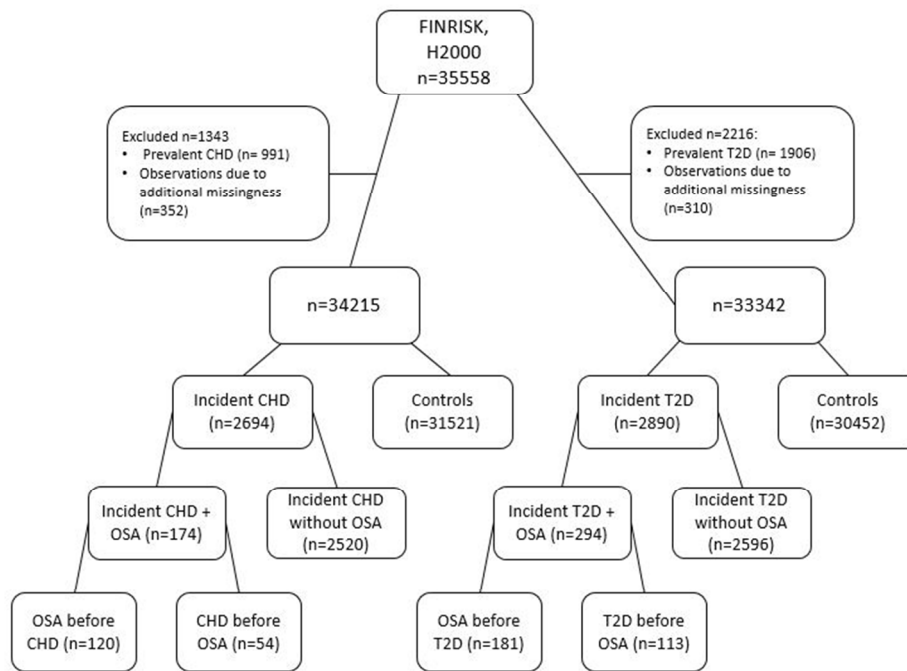 FINRISK,
H2000
n=35558
Excluded n=1343
• Prevalent CHD (n= 991)
• Observations due to
additional missingness
(n=352)
Excluded n=2216:
• Prevalent T2D (n= 1906)
• Observations due to
additional missingness
(n=310)
n=34215
n=33342
Incident CHD
(n=2694)
Controls
(n=31521)
Incident T2D
(n=2890)
Controls
(n=30452)
Incident CHD +
OSA (n=174)
Incident CHD
without OSA
(n=2520)
Incident T2D +
OSA (n=294)
Incident T2D
without OSA
(n=2596)
OSA before
CHD (n=120)
CHD before
OSA (n=54)
OSA before
T2D (n=181)
T2D before
OSA (n=113)